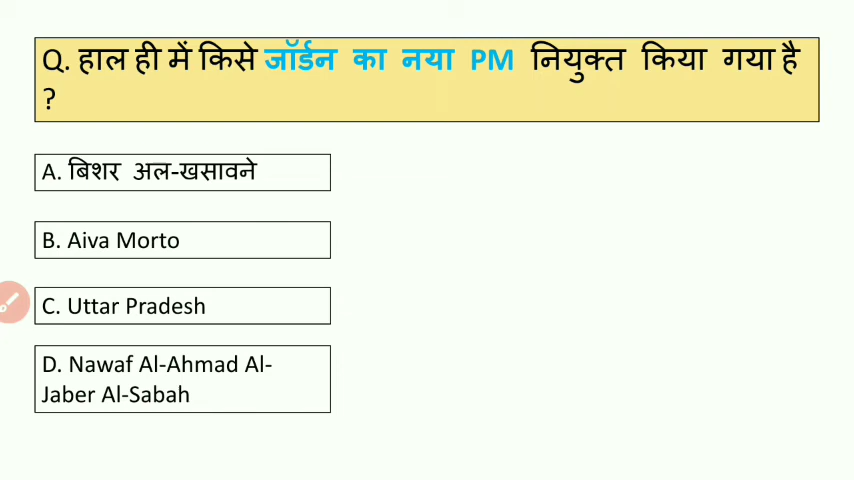 Q. हाल ही में किसे जॉर्डन का नया PM नियुक्त किया गया है
?
A. बिशर अल-खसावने
B. Aiva Morto
C. Uttar Pradesh
D. Nawaf Al-Ahmad Al-
Jaber Al-Sabah